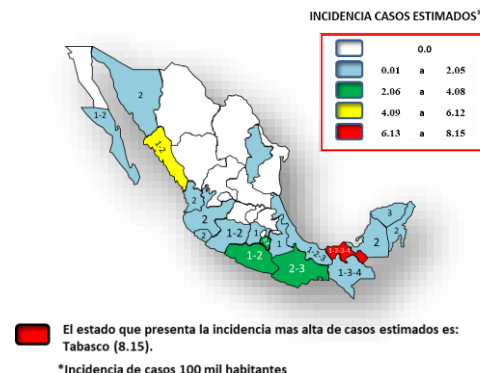 INCIDENCIA CASOS ESTIMADOS*
0.0
0.01 a 2.05
2.06 a 4.08
4.09 a 6.12
6.13 a 8.15
2
1-2
1-2
2
3
2
1-2
1
2
2
2
1
1-2-3
1-2-3-4
1-2
2-3
1-3-4
El estado que presenta la incidencia mas alta de casos estimados es:
Tabasco (8.15).
*Incidencia de casos 100 mil habitantes